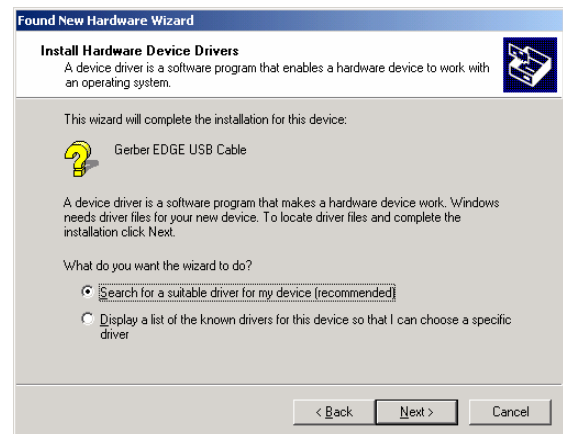 Found New Hardware Wizard
Install Hardware Device Drivers
A device driver is a software program that enables a hardware device to work with
an operating system.
This wizard will complete the installation for this device:
Gerber EDGE USB Cable
A device driver is a software program that makes a hardware device work. Windows
needs driver files for your new device. To locate driver files and complete the
installation click Next.
What do you want the wizard to do?
Search for a suitable driver for my device (recommended)
Display a list of the known drivers for this device so that I can choose a specific
driver
< Back Next > Cancel